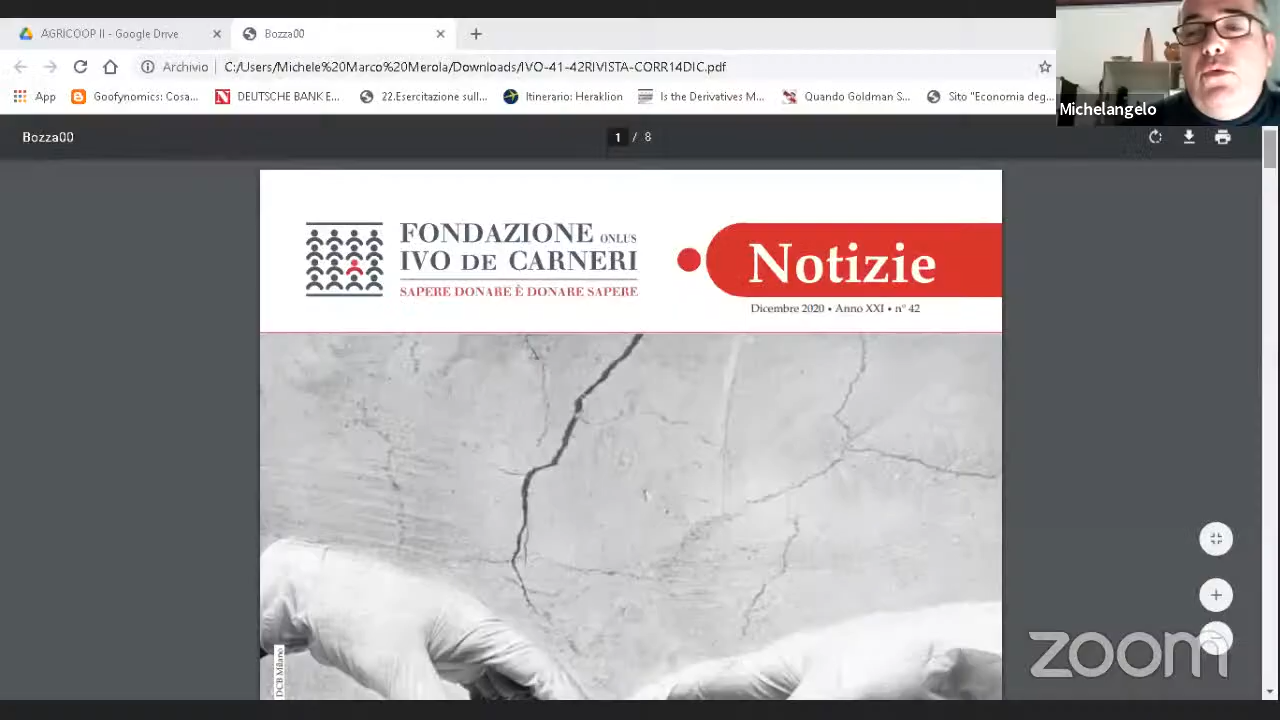 AGRICOOP II - Google Drive
Bozza00
Archivio
C:/Users/Michele%20Marco%20Merola/Downloads/IVO-41-42RIVISTA-CORR14DIC.pdf
App
Goofynomics: Cosa...
DEUTSCHE BANK E...
22.Esercitazione sull...
Itinerario: Heraklion
Is the Derivatives M...
Quando Goldman S...
Sito "Economia deg...
Michelangelo
Bozza00
1 / 8
FONDAZIONE ONLUS
IVO DE CARNERI
SAPERE DONARE È DONARE SAPERE
Notizie
Dicembre 2020 • Anno XXI • n° 42
DCB Milano
zoom